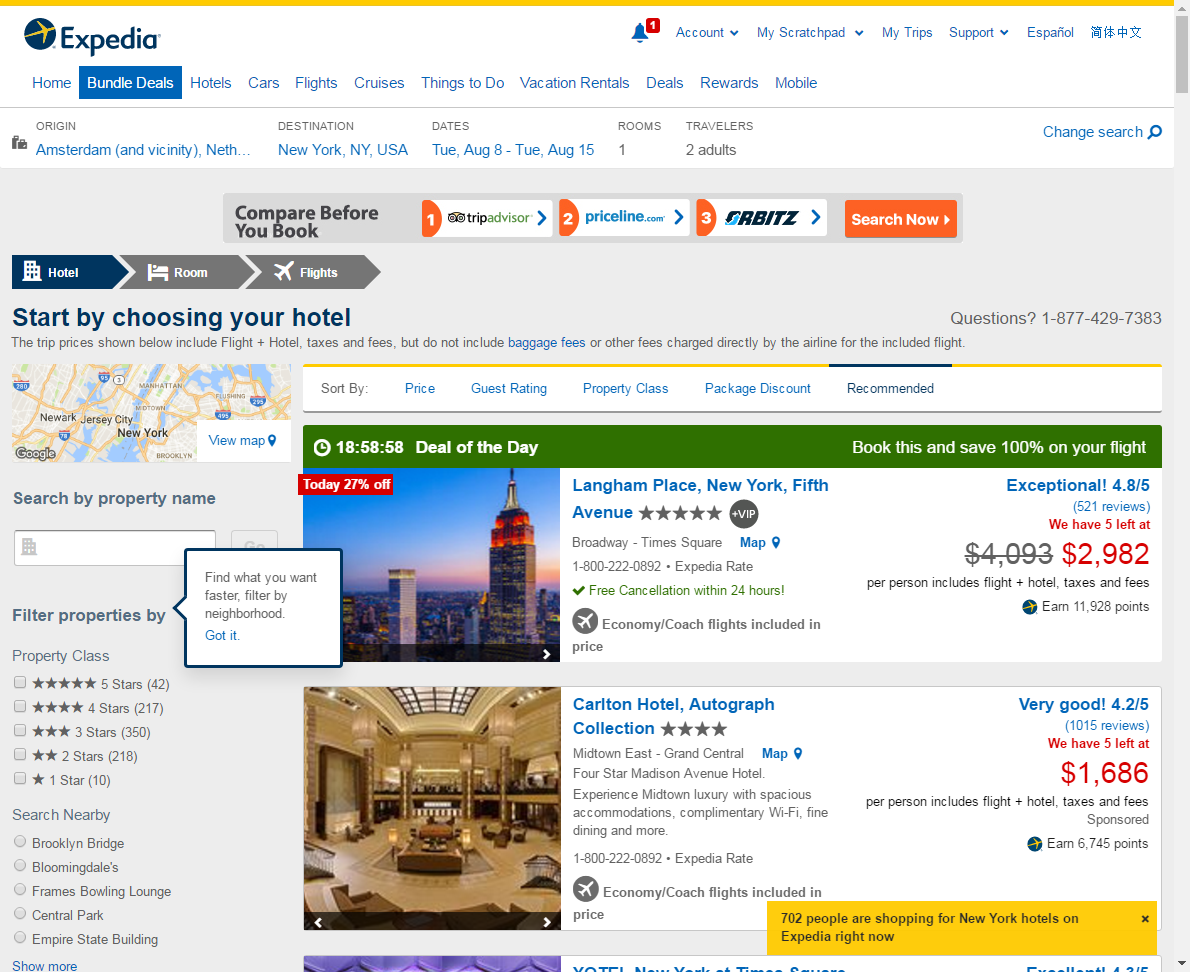 Expedia
1
Account
My Scratchpad
My Trips
Support
Español
简体中文
Home
Bundle Deals
Hotels
Cars
Flights
Cruises
Things to Do
Vacation Rentals
Deals
Rewards
Mobile
ORIGIN
Amsterdam (and vicinity), Neth...
DESTINATION
New York, NY, USA
DATES
Tue, Aug 8 - Tue, Aug 15
ROOMS
1
TRAVELERS
2 adults
Change search
Compare Before
You Book
1 tripadvisor
2 priceline.com
3 ORBITZ
Search Now
Hotel
Room
Flights
Start by choosing your hotel
Questions? 1-877-429-7383
The trip prices shown below include Flight + Hotel, taxes and fees, but do not include baggage fees or other fees charged directly by the airline for the included flight.
280
95
3
MANHATTAN
FLUSHING
295
MIDTOWN
495
Newark
Jersey City
78
New York
BROOKLYN
Google
View map
Search by property name
Go
Find what you want
faster, filter by
neighborhood.
Got it.
Filter properties by
Property Class
5 Stars (42)
4 Stars (217)
3 Stars (350)
2 Stars (218)
1 Star (10)
Search Nearby
Brooklyn Bridge
Bloomingdale's
Frames Bowling Lounge
Central Park
Empire State Building
Show more
Sort By:
Price
Guest Rating
Property Class
Package Discount
Recommended
18:58:58 Deal of the Day
Book this and save 100% on your flight
Today 27% off
Langham Place, New York, Fifth
Avenue
+VIP
Broadway - Times Square
Map
1-800-222-0892 • Expedia Rate
Free Cancellation within 24 hours!
Economy/Coach flights included in
price
Exceptional! 4.8/5
(521 reviews)
We have 5 left at
$4,093 $2,982
per person includes flight + hotel, taxes and fees
Earn 11,928 points
Carlton Hotel, Autograph
Collection
Midtown East - Grand Central
Map
Four Star Madison Avenue Hotel.
Experience Midtown luxury with spacious
accommodations, complimentary Wi-Fi, fine
dining and more.
1-800-222-0892 • Expedia Rate
Economy/Coach flights included in
price
Very good! 4.2/5
(1015 reviews)
We have 5 left at
$1,686
per person includes flight + hotel, taxes and fees
Sponsored
Earn 6,745 points
702 people are shopping for New York hotels on
Expedia right now
×
YOTEL New York at Times Square
Excellent! 4.3/5